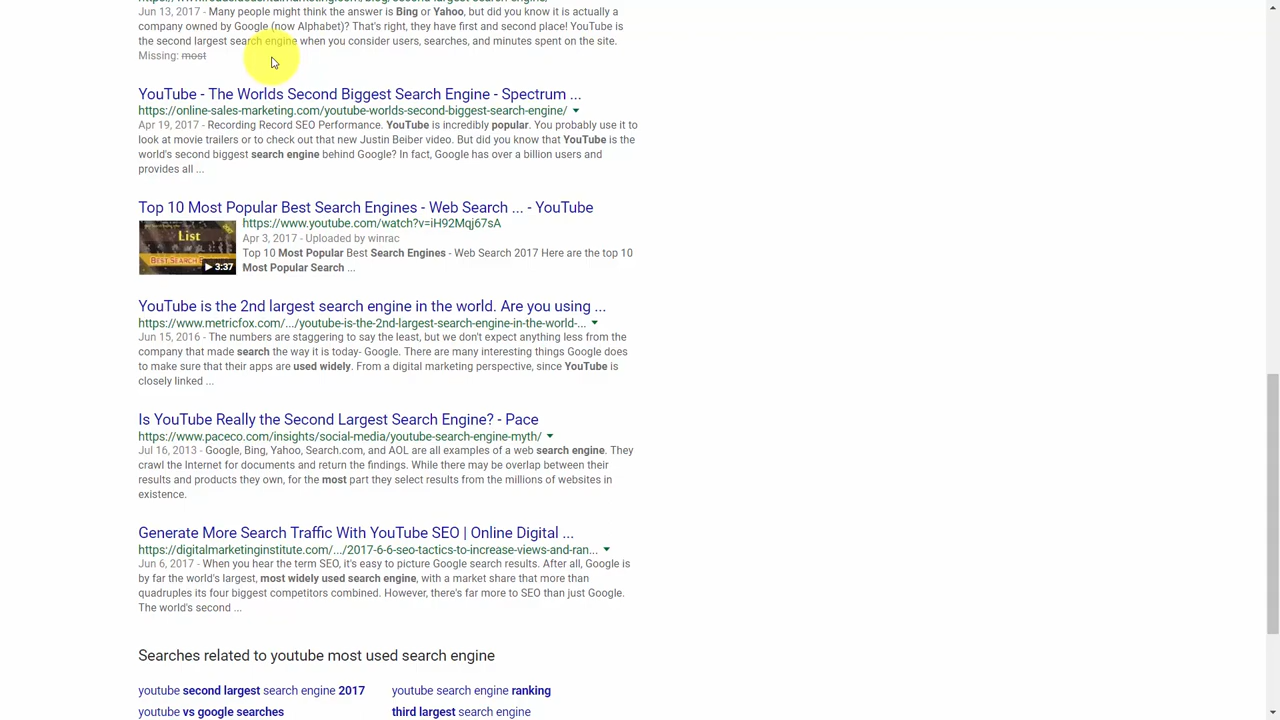 Jun 13, 2017 - Many people might think the answer is Bing or Yahoo, but did you know it is actually a
company owned by Google (now Alphabet)? That's right, they have first and second place! YouTube is
the second largest search engine when you consider users, searches, and minutes spent on the site.
Missing: most
YouTube - The Worlds Second Biggest Search Engine - Spectrum ...
https://online-sales-marketing.com/youtube-worlds-second-biggest-search-engine/
Apr 19, 2017 - Recording Record SEO Performance. YouTube is incredibly popular. You probably use it to
look at movie trailers or to check out that new Justin Beiber video. But did you know that YouTube is the
world's second biggest search engine behind Google? In fact, Google has over a billion users and
provides all ...
Top 10 Most Popular Best Search Engines - Web Search ... - YouTube
https://www.youtube.com/watch?v=iH92Mqj67sA
Apr 3, 2017 - Uploaded by winrac
Top 10 Most Popular Best Search Engines - Web Search 2017 Here are the top 10
Most Popular Search ...
List
3:37
YouTube is the 2nd largest search engine in the world. Are you using ...
https://www.metricfox.com/.../youtube-is-the-2nd-largest-search-engine-in-the-world-...
Jun 15, 2016 - The numbers are staggering to say the least, but we don't expect anything less from the
company that made search the way it is today- Google. There are many interesting things Google does
to make sure that their apps are used widely. From a digital marketing perspective, since YouTube is
closely linked ...
Is YouTube Really the Second Largest Search Engine? - Pace
https://www.paceco.com/insights/social-media/youtube-search-engine-myth/
Jul 16, 2013 - Google, Bing, Yahoo, Search.com, and AOL are all examples of a web search engine. They
crawl the Internet for documents and return the findings. While there may be overlap between their
results and products they own, for the most part they select results from the millions of websites in
existence.
Generate More Search Traffic With YouTube SEO | Online Digital ...
https://digitalmarketinginstitute.com/.../2017-6-6-seo-tactics-to-increase-views-and-ran...
Jun 6, 2017 - When you hear the term SEO, it's easy to picture Google search results. After all, Google is
by far the world's largest, most widely used search engine, with a market share that more than
quadruples its four biggest competitors combined. However, there's far more to SEO than just Google.
The world's second ...
Searches related to youtube most used search engine
youtube second largest search engine 2017
youtube search engine ranking
youtube vs google searches
third largest search engine